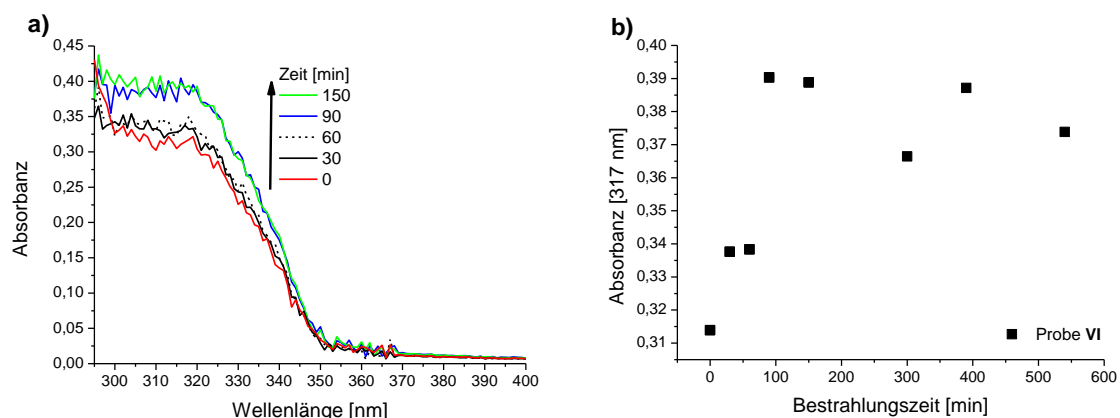 a)
0,45
0,40
0,35
0,30
0,25
0,20
0,15
0,10
0,05
0,00
Absorbanz
Zeit [min]
150
90
60
30
0
300 310 320 330 340 350 360 370 380 390 400
Wellenlänge [nm]
b)
0,40
0,39
0,38
0,37
0,36
0,35
0,34
0,33
0,32
0,31
Absorbanz [317 nm]
Probe VI
0 100 200 300 400 500 600
Bestrahlungszeit [min]